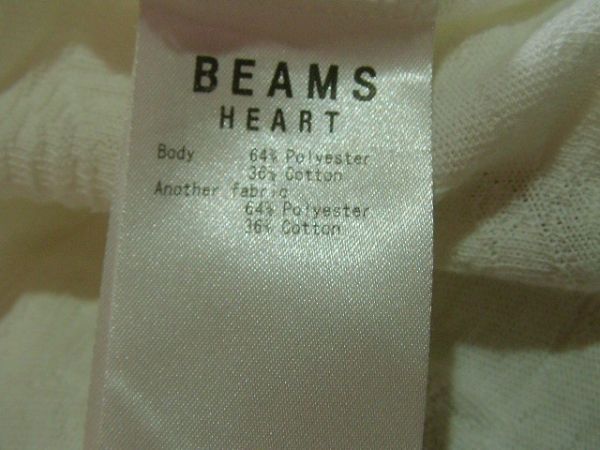 BEAMS
HEART
Body 64% Polyester
36% Cotton
Another fabric
64% Polyester
36% Cotton